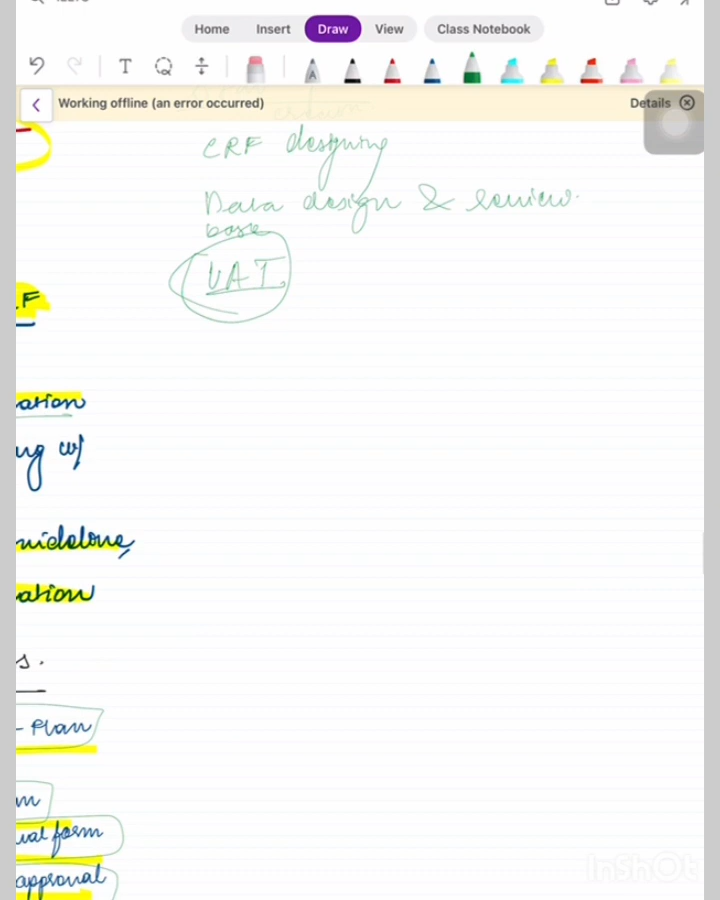 Home Insert Draw View Class Notebook
T
A
Working offline (an error occurred) Details
CRF designing
Data design & review.
base
UAT
F
ation
ng w/
ation
s.
- Plan
m
ual form
approval
InShOt